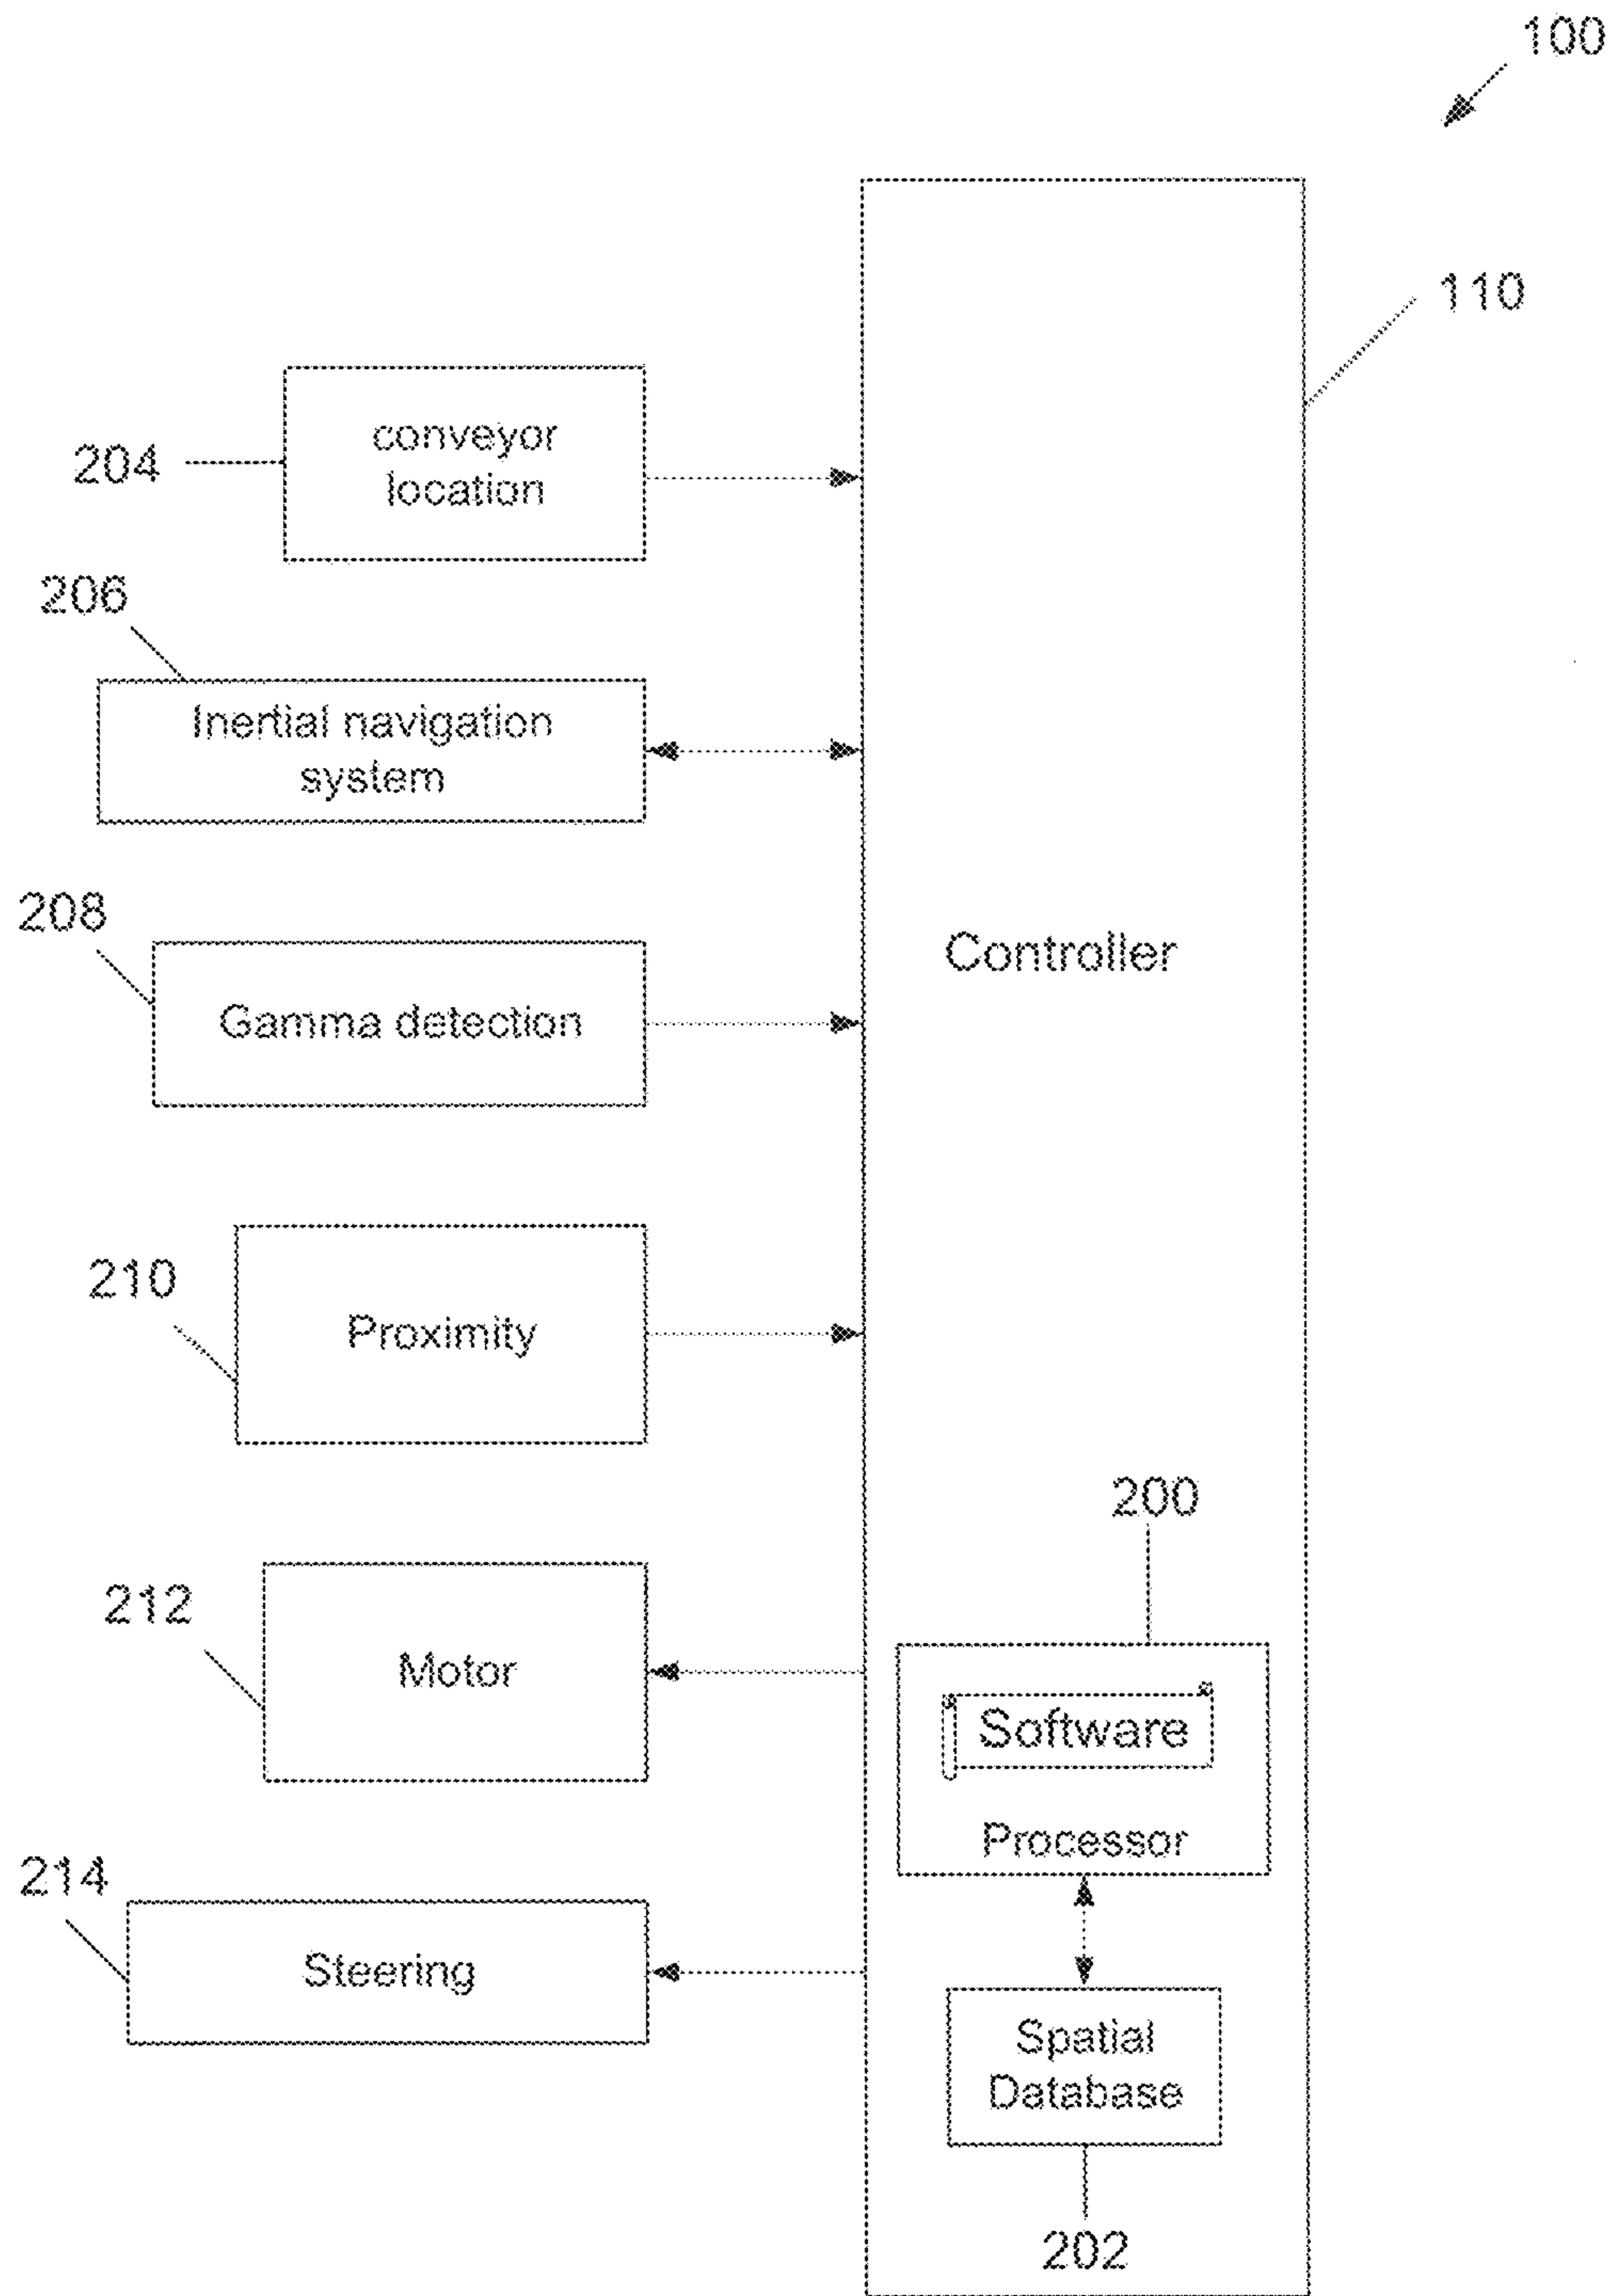 100
110
conveyor
location
204
206
Inertial navigation
system
208
Gamma detection
Controller
210
Proximity
200
212
Motor
Software
Processor
214
Steering
Spatial
Database
202